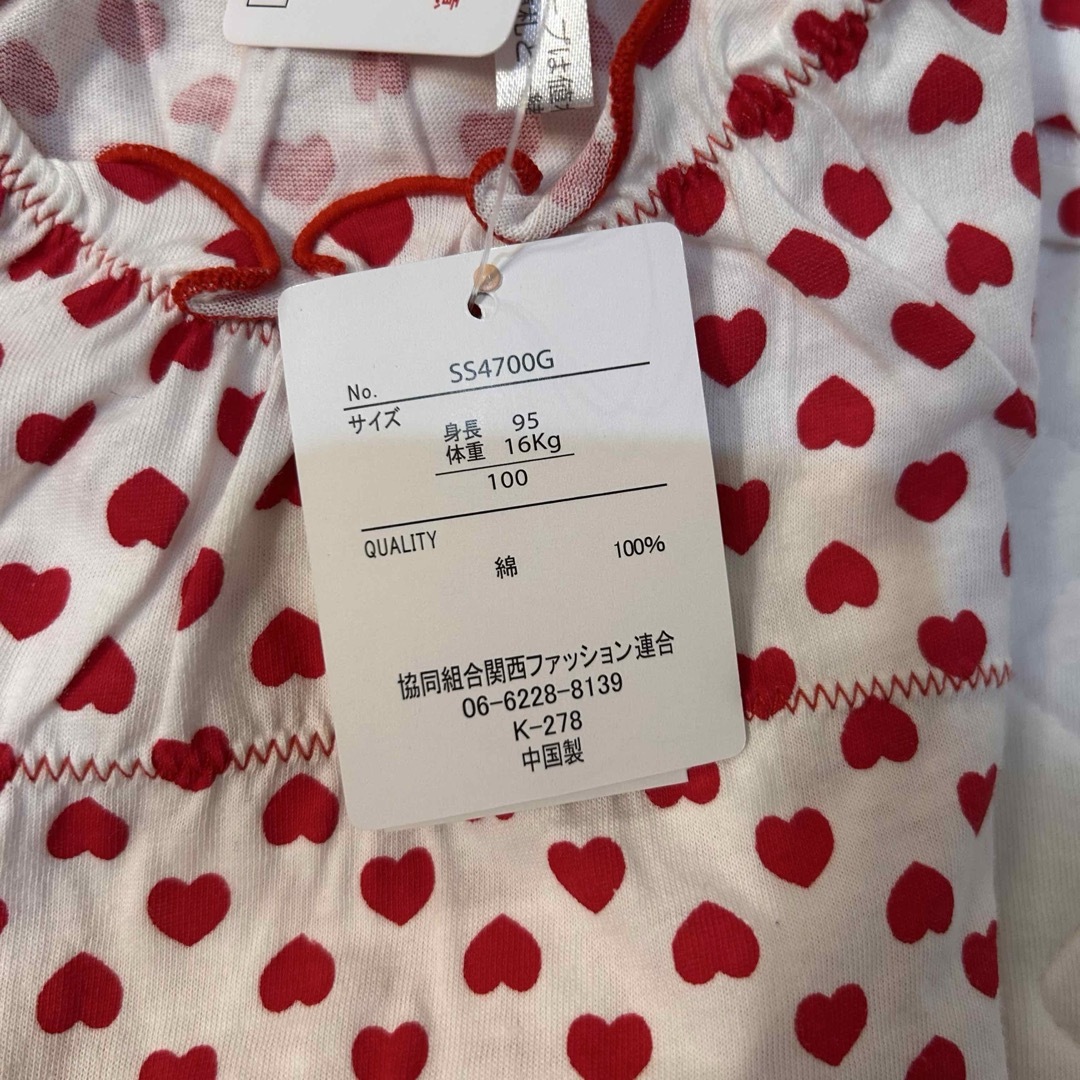 No. SS4700G
サイズ
身長 95
体重 16Kg
100
QUALITY
綿 100%
協同組合関西ファッション連合
06-6228-8139
K-278
中国製